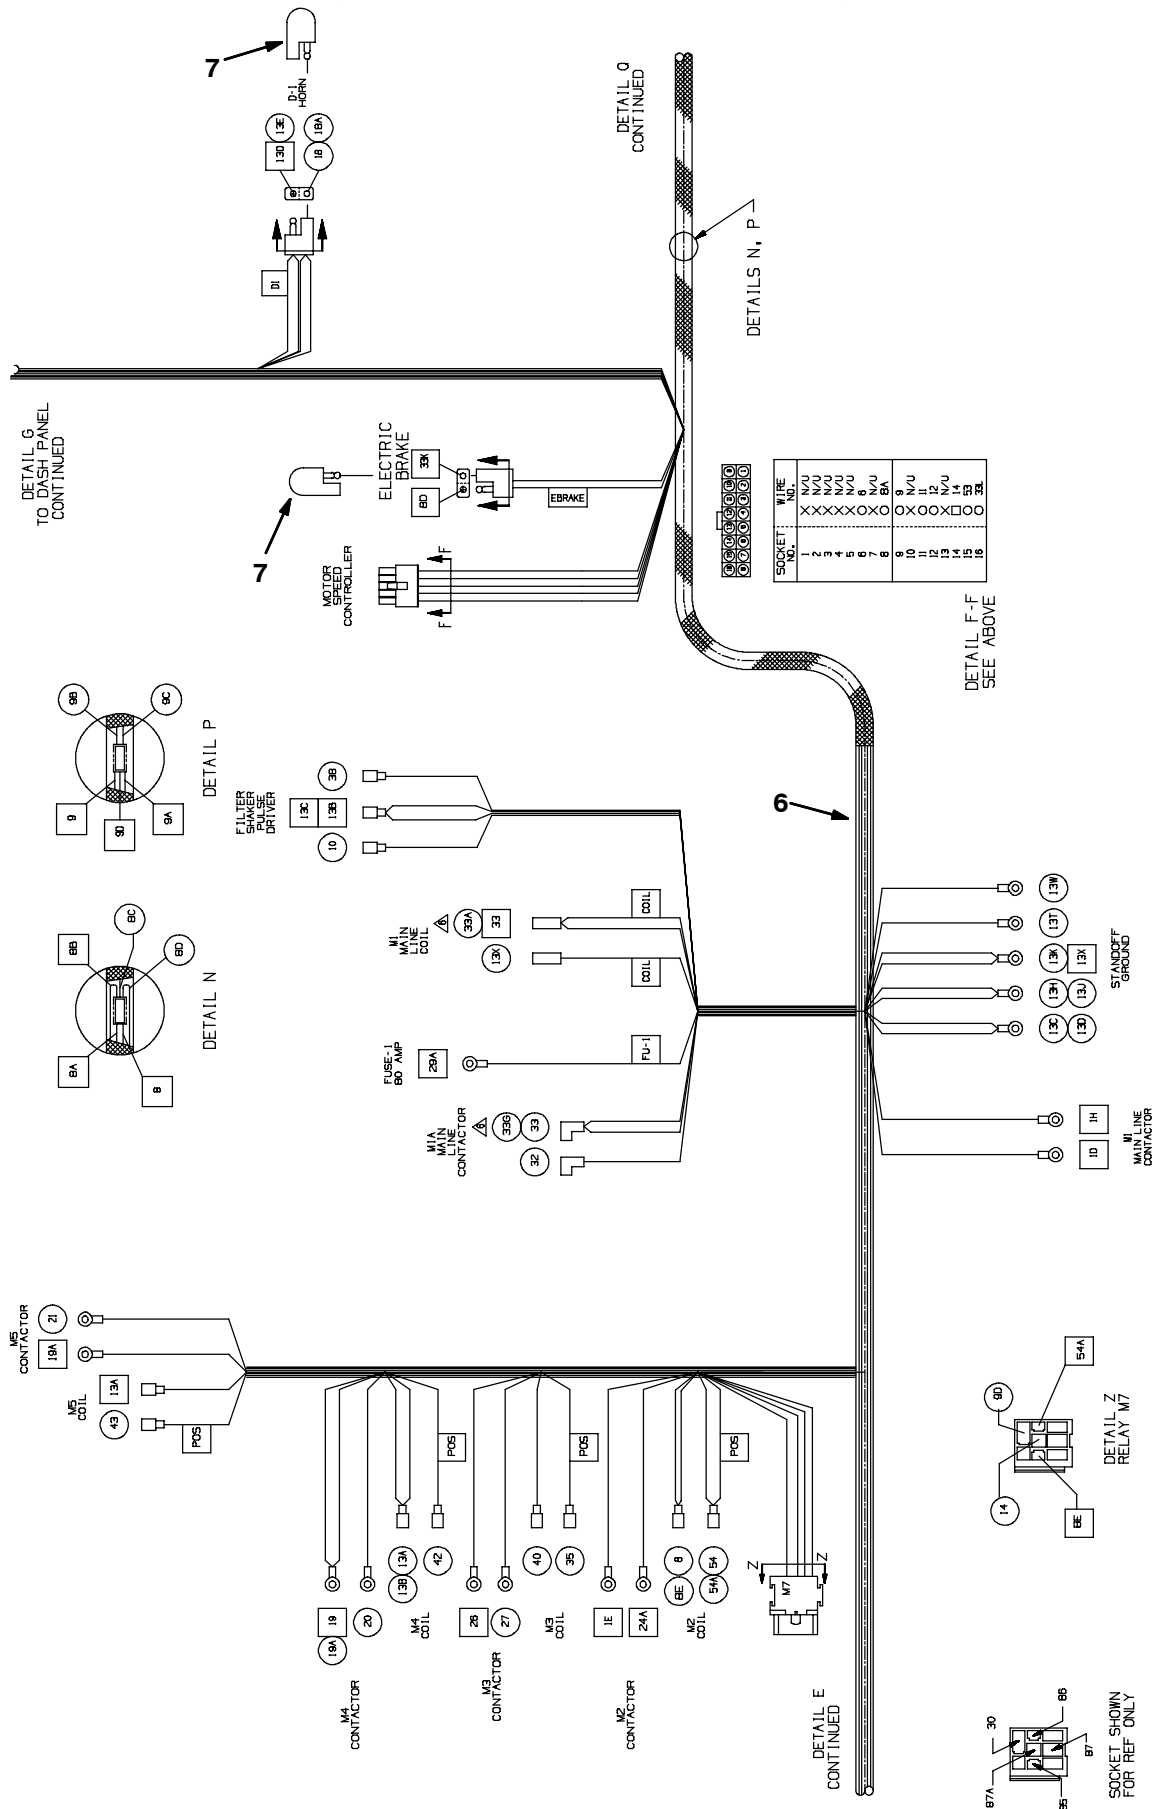 7
D-1
HORN
13D
13E
18
18A
D1
DETAIL Q
CONTINUED
DETAILS N, P
DETAIL G
TO DASH PANEL
CONTINUED
7
ELECTRIC
BRAKE
8D
33K
EBRAKE
MOTOR
SPEED
CONTROLLER
F
F
SOCKET NO.
WIRE NO.
1 X N/U
2 X N/U
3 X N/U
4 X N/U
5 X N/U
6 O 6
7 X N/U
8 O 8A
9 O 9
10 X N/U
11 O 11
12 O 12
13 X N/U
14 □ 14
15 O 53
16 O 33L
DETAIL F-F
SEE ABOVE
9
9D
9A
9B
9C
DETAIL P
8A
8
8B
8C
8D
DETAIL N
FILTER
SHAKER
PULSE
DRIVER
38
13C
13B
10
6
M1
MAIN
LINE
COIL
6
33A
33
13X
COIL
COIL
FUSE-1
80 AMP
29A
FU-1
M1A
MAIN
LINE
CONTACTOR
6
33G
33
32
13W
13T
13K
13X
13H
13J
13C
13D
STANDOFF
GROUND
1H
1D
M1
MAIN LINE
CONTACTOR
M5
CONTACTOR
21
19A
M5
COIL
13A
43
POS
19
19A
20
M4
CONTACTOR
13A
13B
42
M4
COIL
POS
26
27
M3
CONTACTOR
40
35
M3
COIL
POS
1E
24A
M2
CONTACTOR
8
8E
54
54A
M2
COIL
POS
Z
Z
M7
DETAIL E
CONTINUED
9D
54A
14
8E
DETAIL Z
RELAY M7
30
86
87A
87
85
SOCKET SHOWN
FOR REF ONLY